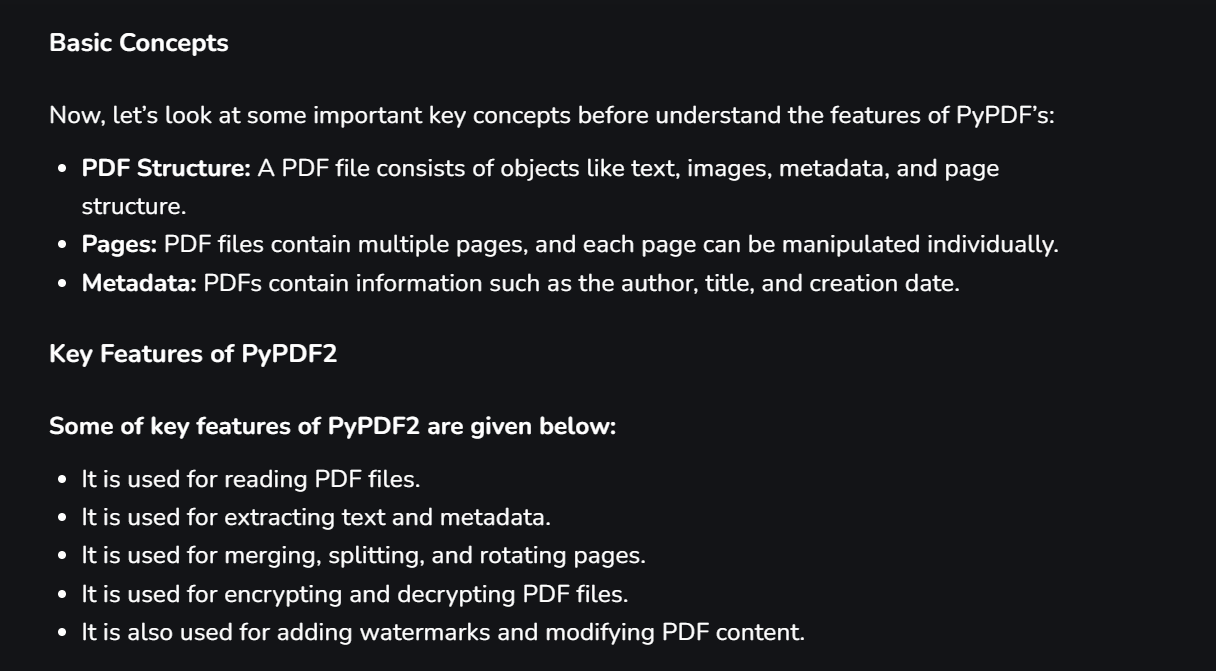 Basic Concepts
Now, let’s look at some important key concepts before understand the features of PyPDF’s:
• PDF Structure: A PDF file consists of objects like text, images, metadata, and page
structure.
• Pages: PDF files contain multiple pages, and each page can be manipulated individually.
• Metadata: PDFs contain information such as the author, title, and creation date.
Key Features of PyPDF2
Some of key features of PyPDF2 are given below:
• It is used for reading PDF files.
• It is used for extracting text and metadata.
• It is used for merging, splitting, and rotating pages.
• It is used for encrypting and decrypting PDF files.
• It is also used for adding watermarks and modifying PDF content.